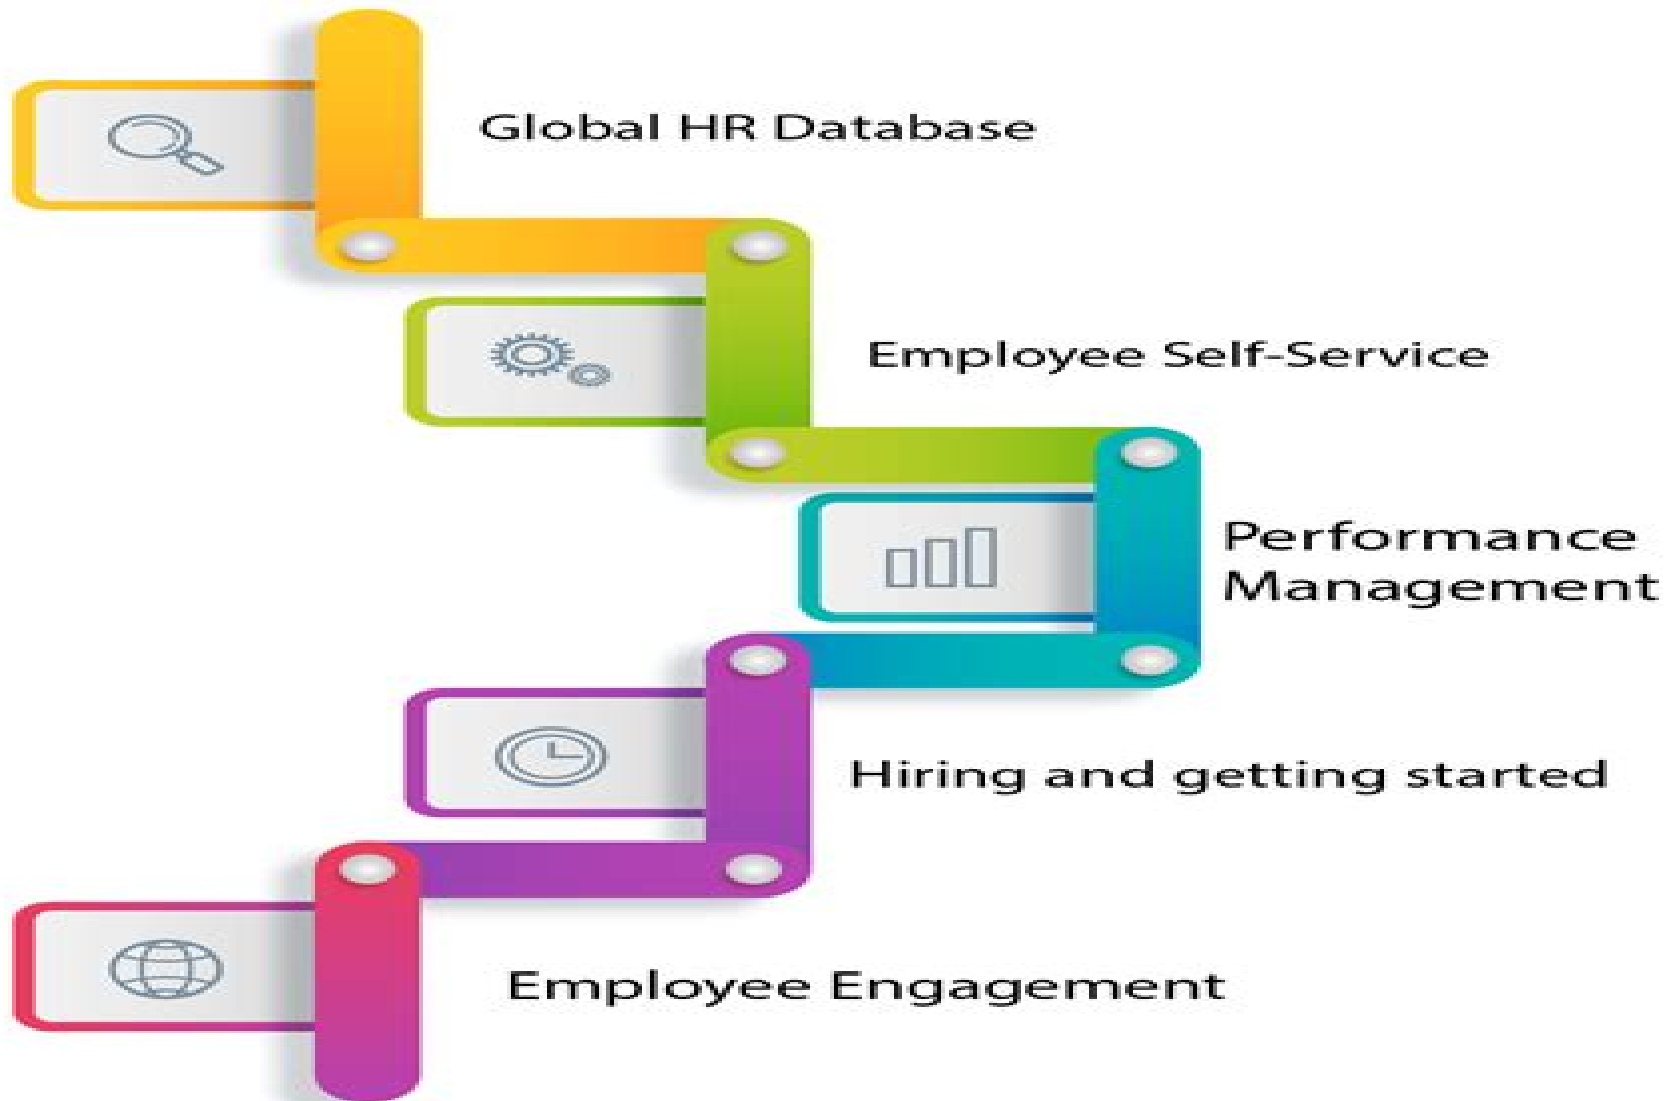 Global HR Database
Employee Self-Service
Performance
Management
Hiring and getting started
Employee Engagement